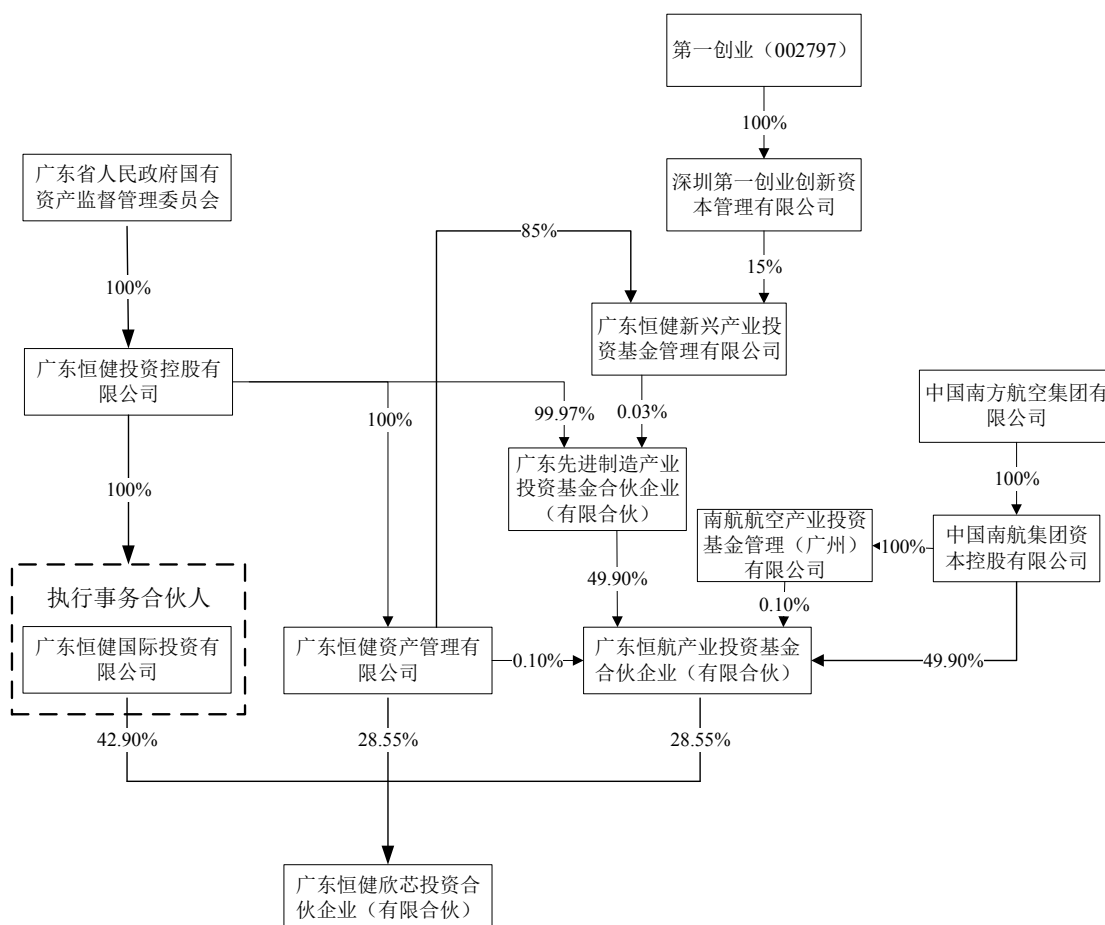 第一创业（002797）
100%
广东省人民政府国有
资产监督管理委员会
深圳第一创业创新资
本管理有限公司
85%
15%
100%
广东恒健新兴产业投
资基金管理有限公司
广东恒健投资控股有
限公司
中国南方航空集团有
限公司
99.97%
0.03%
100%
广东先进制造产业
投资基金合伙企业
（有限合伙）
100%
100%
南航航空产业投资
基金管理（广州）
有限公司
100%
中国南航集团资
本控股有限公司
执行事务合伙人
49.90%
0.10%
广东恒健国际投资有
限公司
广东恒健资产管理有
限公司
0.10%
广东恒航产业投资基金
合伙企业（有限合伙）
49.90%
42.90%
28.55%
28.55%
广东恒健欣芯投资合
伙企业（有限合伙）